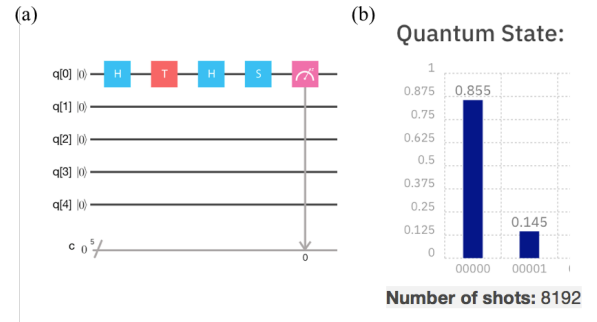 (a)
q[0] |0⟩ H T H S
q[1] |0⟩
q[2] |0⟩
q[3] |0⟩
q[4] |0⟩
c 0 5
0
(b)
Quantum State:
1
0.875
8.75
0.625
0.5
0.375
0.25
0.125
0
0.855
0.145
00000 00001
Number of shots: 8192